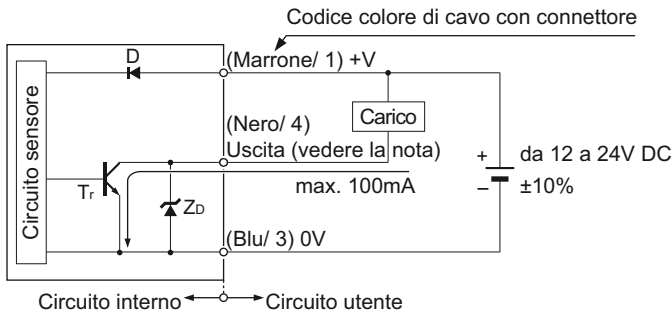 Codice colore di cavo con connettore
D
(Marrone/ 1) +V
Circuito sensore
Carico
(Nero/ 4)
Uscita (vedere la nota)
max. 100mA
Tr
ZD
+
–
da 12 a 24V DC
±10%
(Blu/ 3) 0V
Circuito interno
Circuito utente